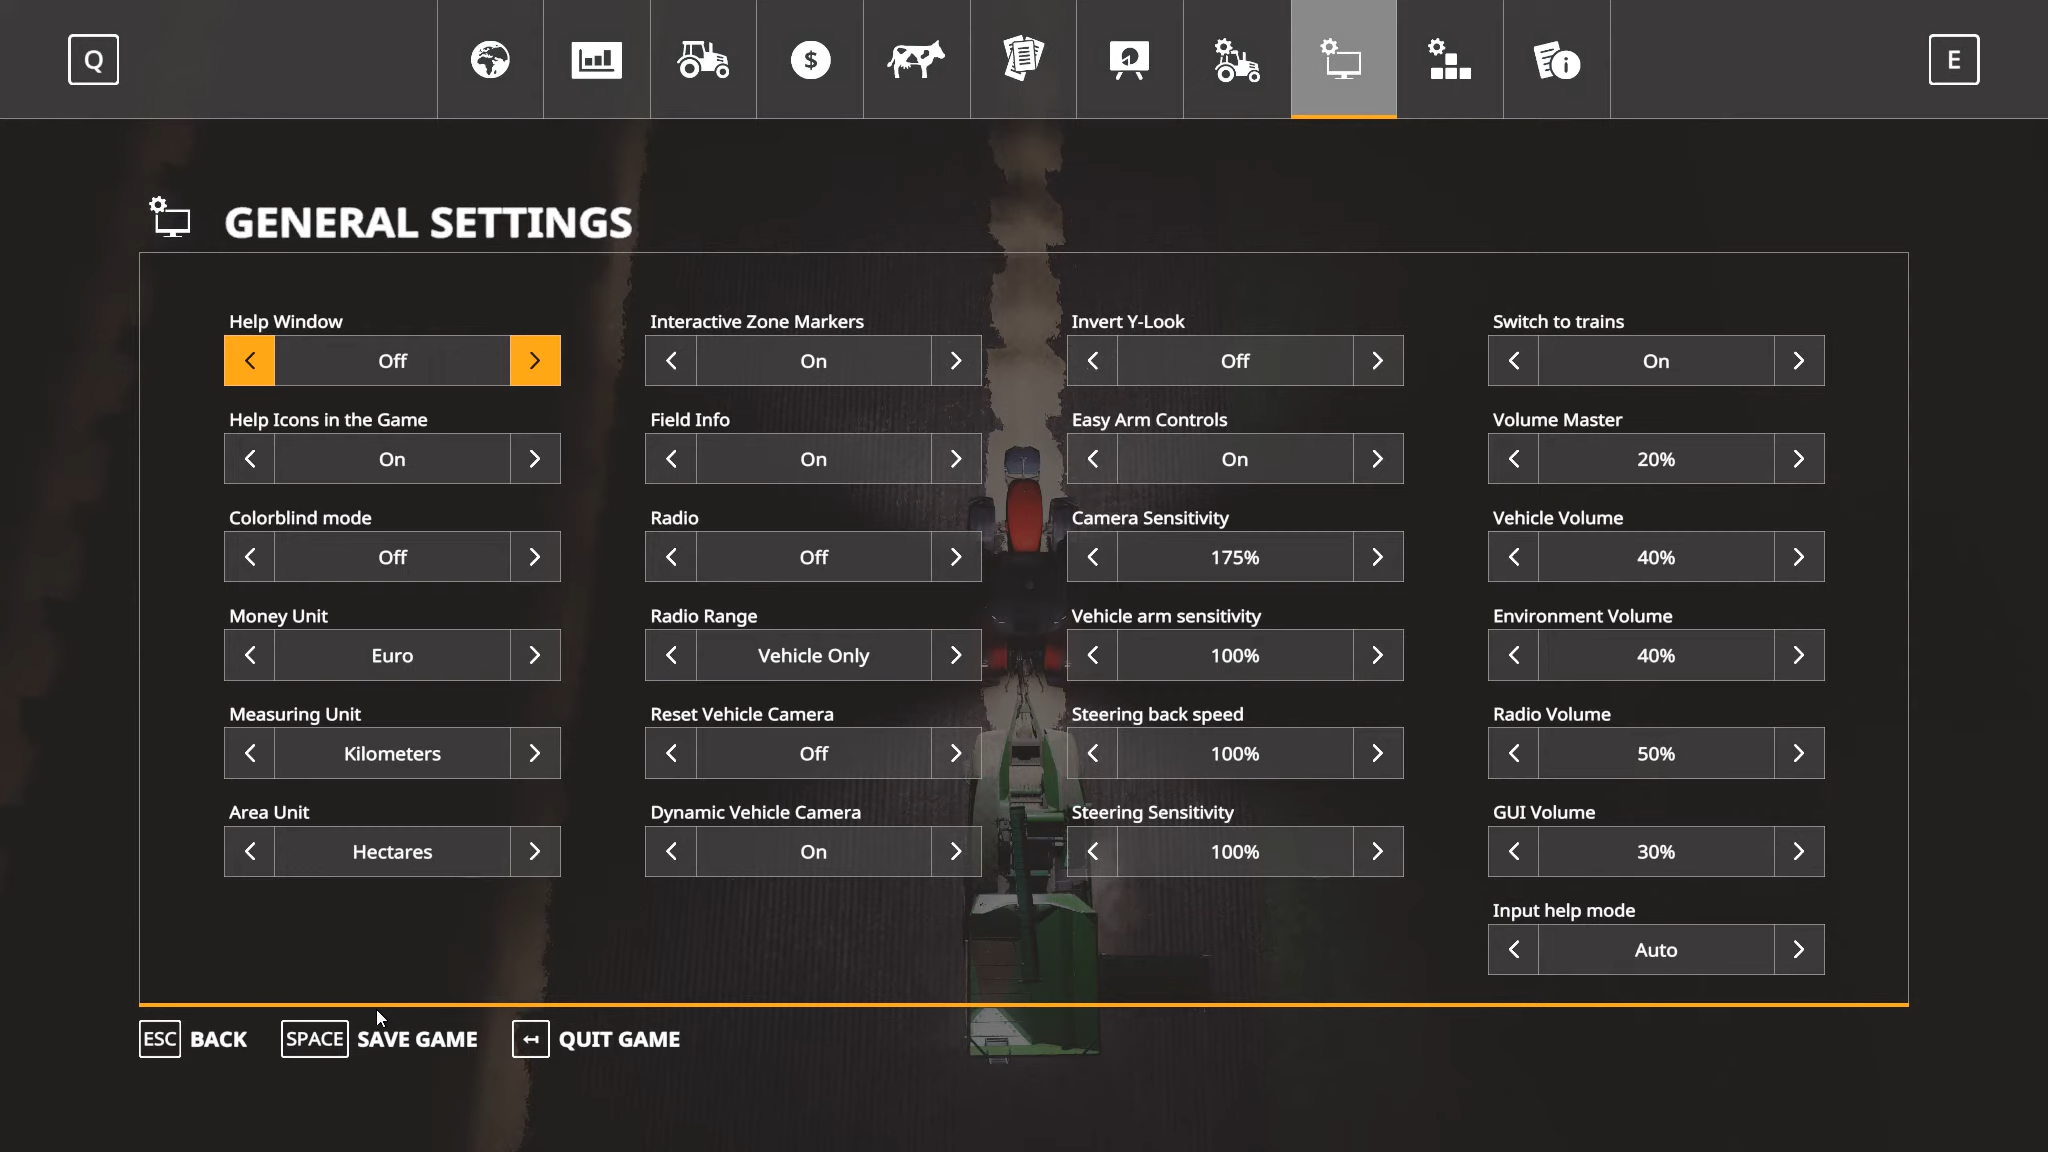 Q
$
E
GENERAL SETTINGS
Help Window
Off
Help Icons in the Game
On
Colorblind mode
Off
Money Unit
Euro
Measuring Unit
Kilometers
Area Unit
Hectares
Interactive Zone Markers
On
Field Info
On
Radio
Off
Radio Range
Vehicle Only
Reset Vehicle Camera
Off
Dynamic Vehicle Camera
On
Invert Y-Look
Off
Easy Arm Controls
On
Camera Sensitivity
175%
Vehicle arm sensitivity
100%
Steering back speed
100%
Steering Sensitivity
100%
Switch to trains
On
Volume Master
20%
Vehicle Volume
40%
Environment Volume
40%
Radio Volume
50%
GUI Volume
30%
Input help mode
Auto
ESC BACK SPACE SAVE GAME QUIT GAME